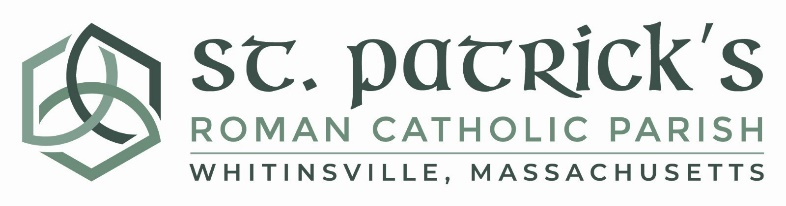 St. Patrick's
ROMAN CATHOLIC PARISH
WHITINSVILLE, MASSACHUSETTS